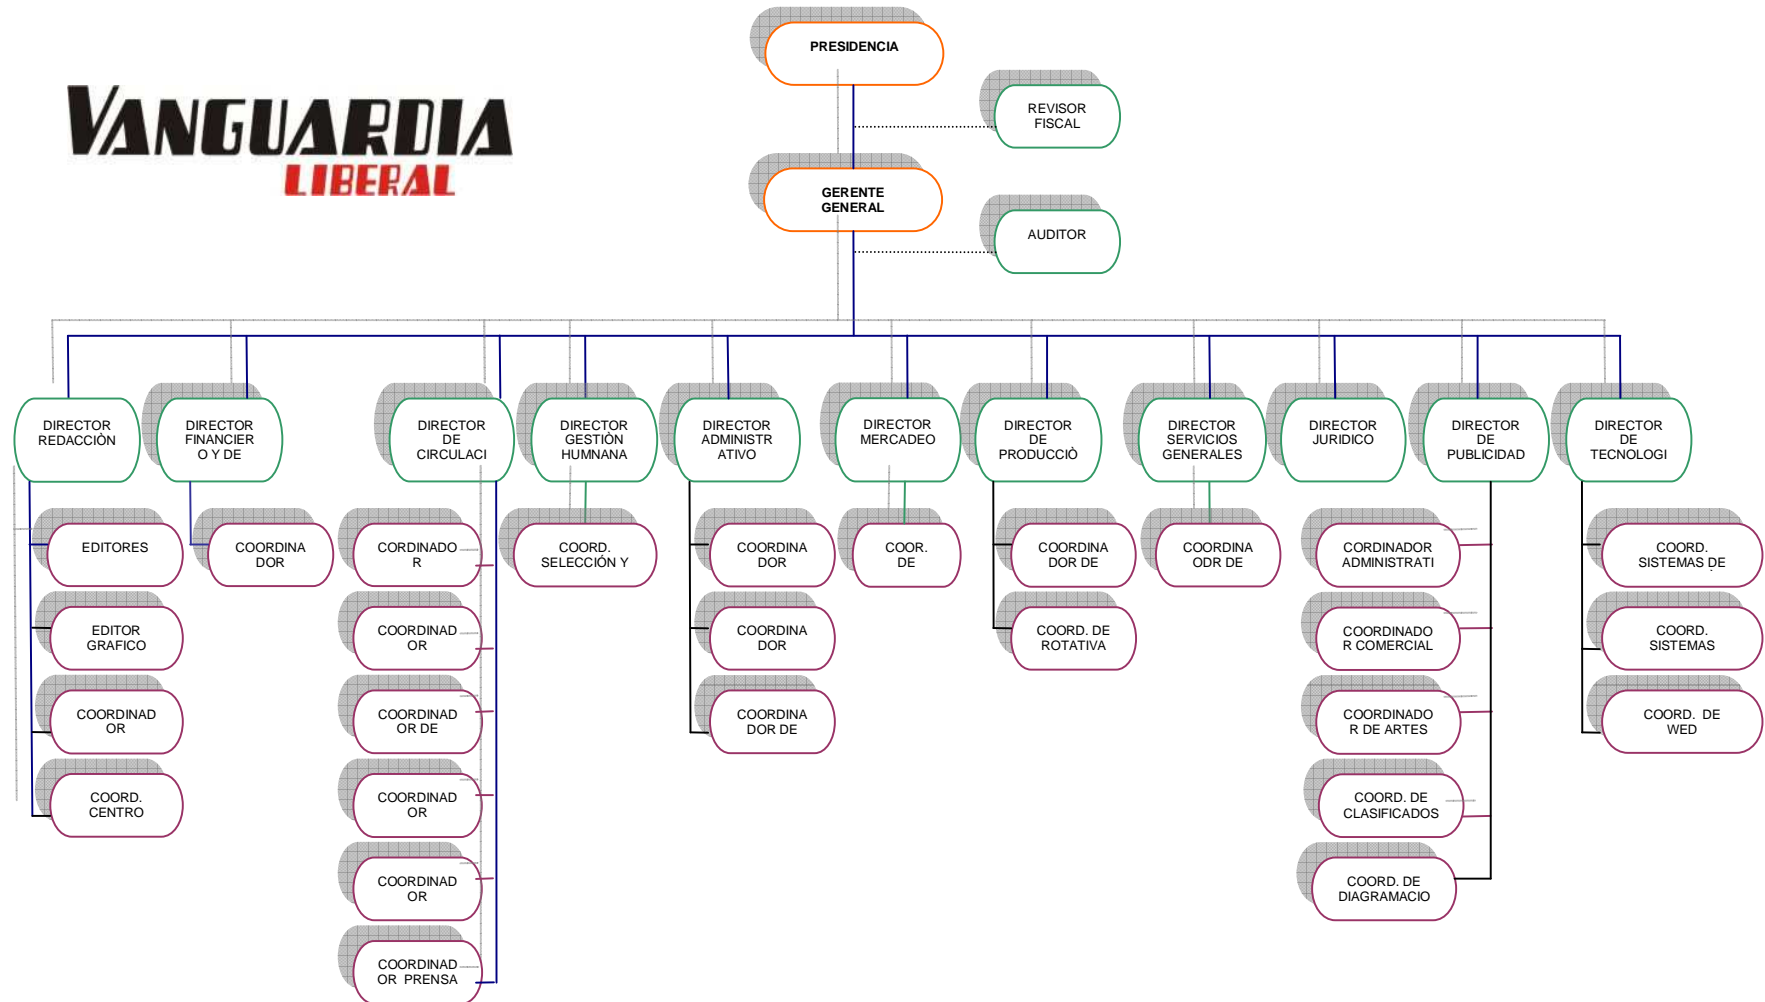 PRESIDENCIA
VANGUARDIA
LIBERAL
REVISOR
FISCAL
GERENTE
GENERAL
AUDITOR
DIRECTOR
REDACCIÒN
DIRECTOR
FINANCIER
O Y DE
DIRECTOR
DE
CIRCULACI
DIRECTOR
GESTIÒN
HUMNANA
DIRECTOR
ADMINISTR
ATIVO
DIRECTOR
MERCADEO
DIRECTOR
DE
PRODUCCIÒ
DIRECTOR
SERVICIOS
GENERALES
DIRECTOR
JURIDICO
DIRECTOR
DE
PUBLICIDAD
DIRECTOR
DE
TECNOLOGI
EDITORES
EDITOR
GRAFICO
COORDINAD
OR
COORD.
CENTRO
COORDINA
DOR
CORDINADO
R
COORDINAD
OR
COORDINAD
OR DE
COORDINAD
OR
COORDINAD
OR
COORDINAD
OR PRENSA
COORD.
SELECCIÓN Y
COORDINA
DOR
COORDINA
DOR
COORDINA
DOR DE
COOR.
DE
COORDINA
DOR DE
COORD. DE
ROTATIVA
COORDINA
ODR DE
CORDINADOR
ADMINISTRATI
COORDINADO
R COMERCIAL
COORDINADO
R DE ARTES
COORD. DE
CLASIFICADOS
COORD. DE
DIAGRAMACIO
COORD.
SISTEMAS DE
COORD.
SISTEMAS
COORD. DE
WED